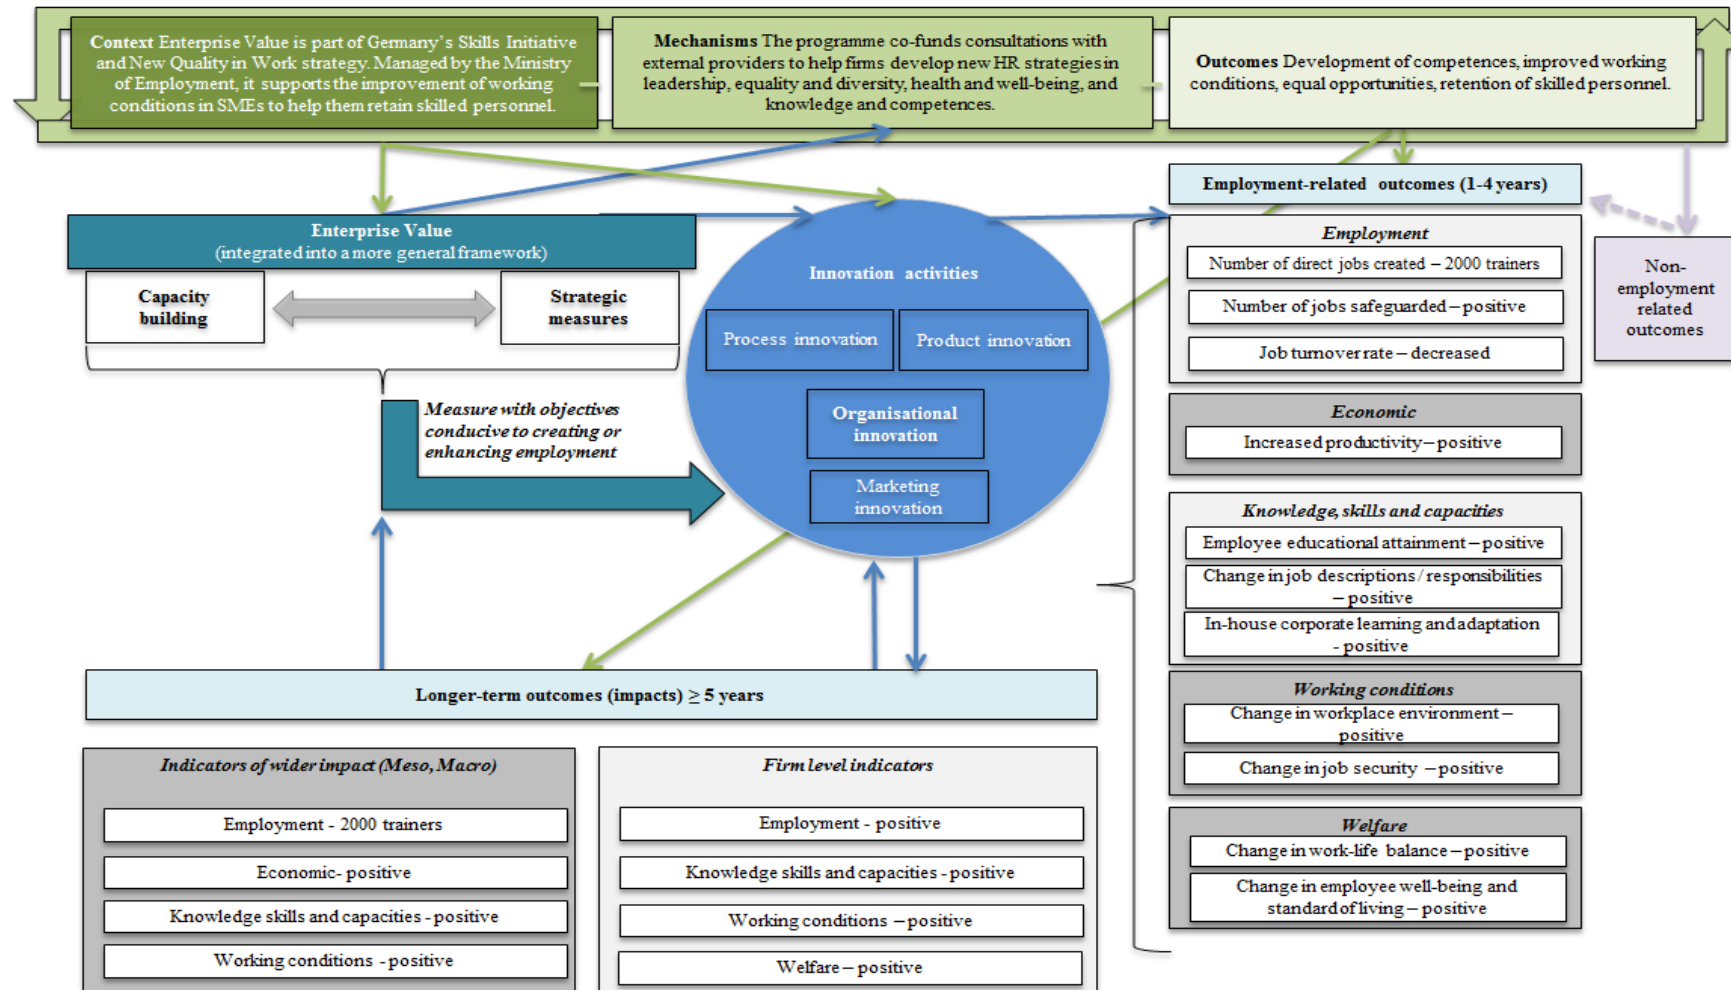 Context Enterprise Value is part of Germany's Skills Initiative
and New Quality in Work strategy. Managed by the Ministry
of Employment, it supports the improvement of working
conditions in SMEs to help them retain skilled personnel.
Mechanisms The programme co-funds consultations with
external providers to help firms develop new HR strategies in
leadership, equality and diversity, health and well-being, and
knowledge and competences.
Outcomes Development of competences, improved working
conditions, equal opportunities, retention of skilled personnel.
Enterprise Value
(integrated into a more general framework)
Capacity
building
Strategic
measures
Measure with objectives
conducive to creating or
enhancing employment
Innovation activities
Process innovation
Product innovation
Organisational
innovation
Marketing
innovation
Employment-related outcomes (1-4 years)
Employment
Number of direct jobs created – 2000 trainers
Number of jobs safeguarded – positive
Job turnover rate – decreased
Economic
Increased productivity – positive
Knowledge, skills and capacities
Employee educational attainment – positive
Change in job descriptions / responsibilities
– positive
In-house corporate learning and adaptation
- positive
Working conditions
Change in workplace environment –
positive
Change in job security – positive
Welfare
Change in work-life balance – positive
Change in employee well-being and
standard of living – positive
Non-
employment
related
outcomes
Longer-term outcomes (impacts) ≥ 5 years
Indicators of wider impact (Meso, Macro)
Employment - 2000 trainers
Economic- positive
Knowledge skills and capacities - positive
Working conditions - positive
Firm level indicators
Employment - positive
Knowledge skills and capacities - positive
Working conditions – positive
Welfare – positive